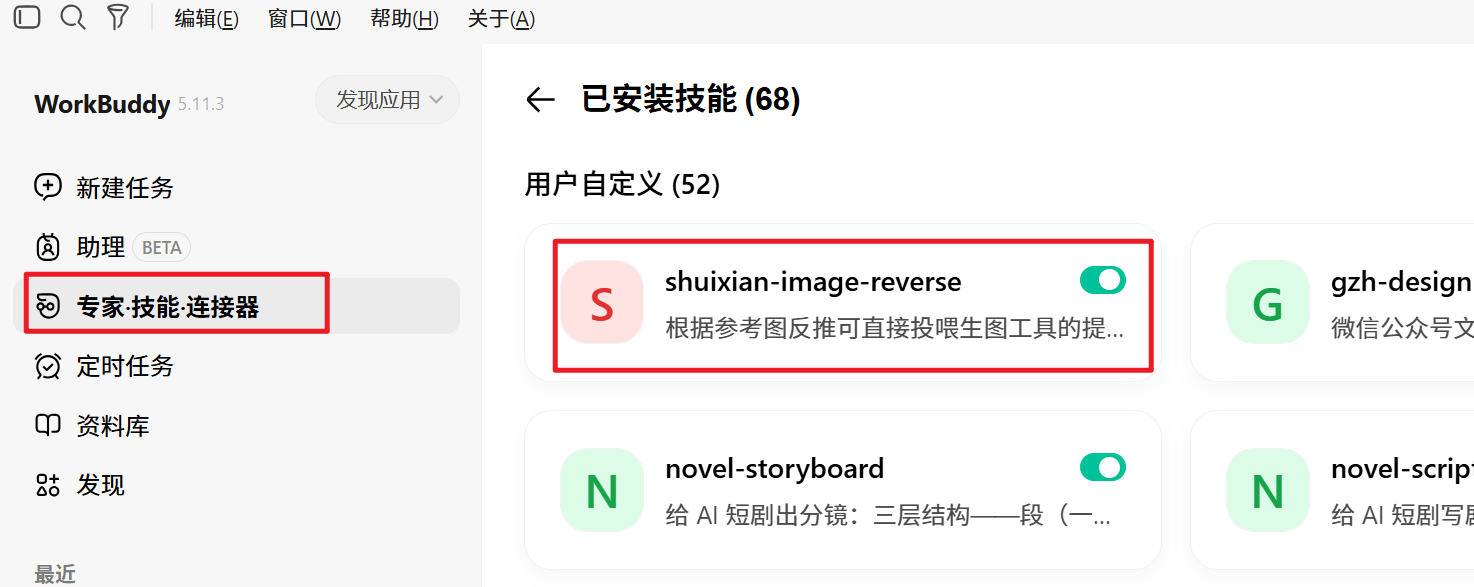 编辑(E) 窗口(W) 帮助(H) 关于(A)
WorkBuddy 5.11.3
发现应用
新建任务
助理 BETA
专家·技能·连接器
定时任务
资料库
发现
最近
已安装技能 (68)
用户自定义 (52)
S
shuixian-image-reverse
根据参考图反推可直接投喂生图工具的提...
G
gzh-design
微信公众号文
N
novel-storyboard
给 AI 短剧出分镜：三层结构——段（一...
N
novel-script
给 AI 短剧写剧